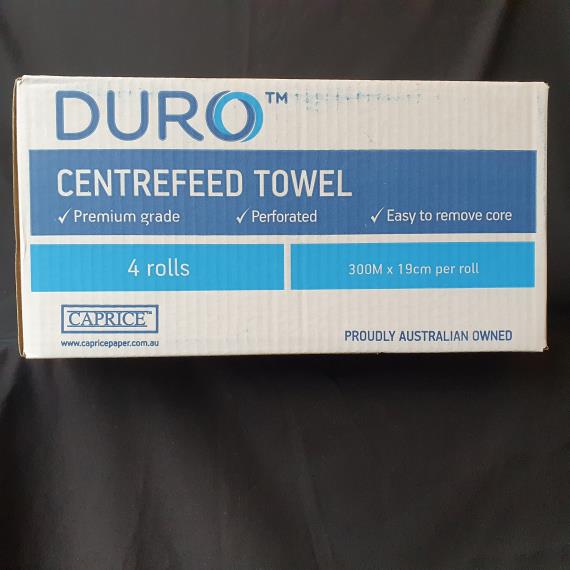 DURO™
CENTREFEED TOWEL
✓ Premium grade ✓ Perforated ✓ Easy to remove core
4 rolls
300M x 19cm per roll
CAPRICE™
www.capricepaper.com.au
PROUDLY AUSTRALIAN OWNED